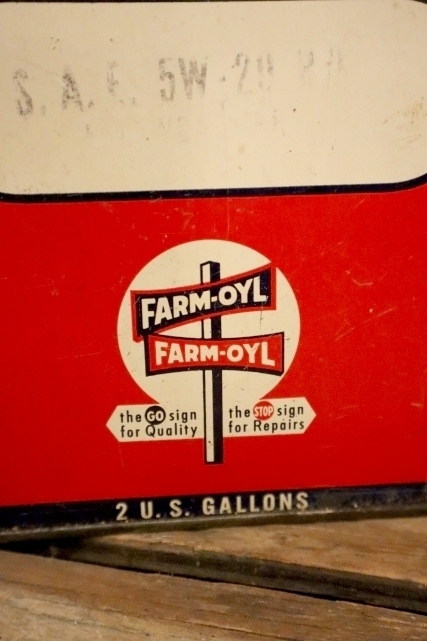 S. A. E. 5W-20
FARM-OYL
FARM-OYL
the GO sign
for Quality
the STOP sign
for Repairs
2 U. S. GALLONS